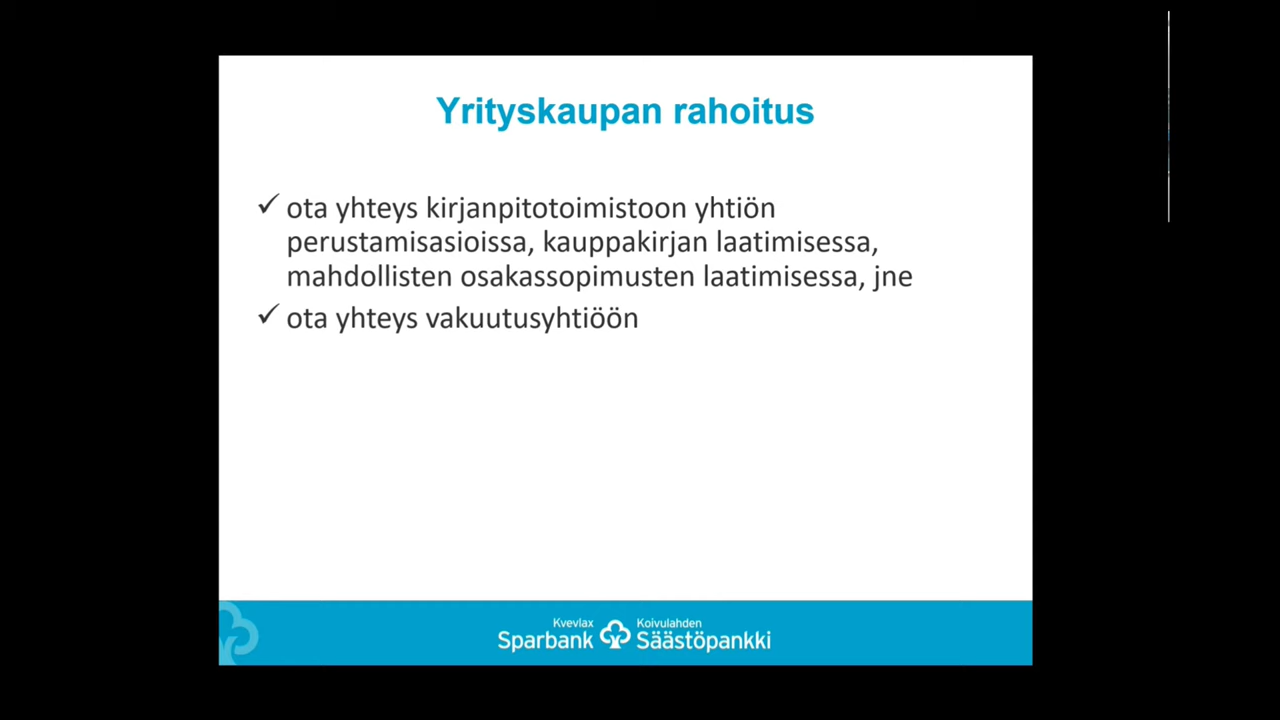 Yrityskaupan rahoitus
✓ ota yhteys kirjanpitotoimistoon yhtiön
perustamisasioissa, kauppakirjan laatimisessa,
mahdollisten osakassopimusten laatimisessa, jne
✓ ota yhteys vakuutusyhtiöön
Kvevlax
Sparbank
Koivulahden
Säästöpankki